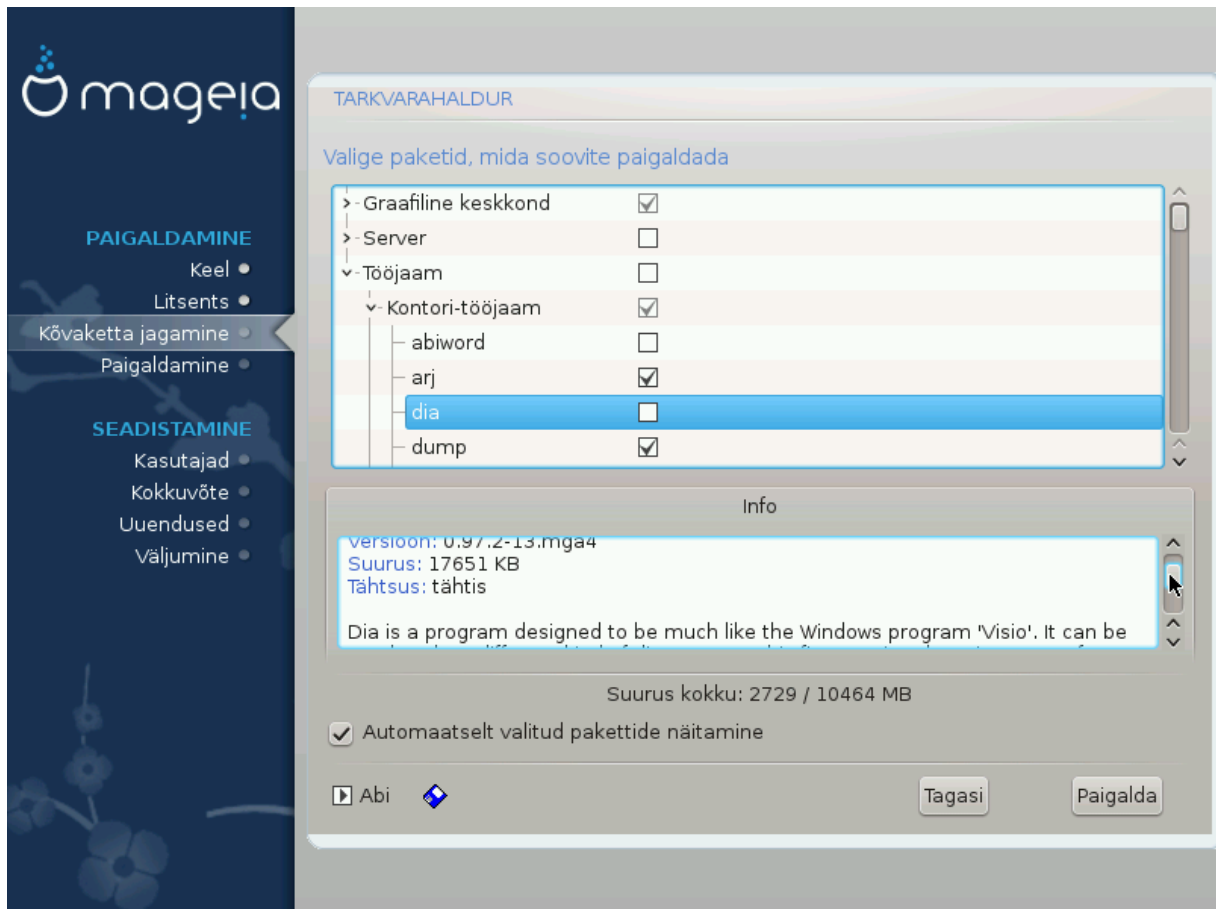 mageia
PAIGALDAMINE
Keel
Litsents
Kõvaketta jagamine
Paigaldamine
SEADISTAMINE
Kasutajad
Kokkuvõte
Uuendused
Väljumine
TARKVARAHALDUR
Valige paketid, mida soovite paigaldada
Graafiline keskkond
Server
Tööjaam
Kontori-tööjaam
abiword
arj
dia
dump
Info
Versioon: 0.97.2-13.mga4
Suurus: 17651 KB
Tähtsus: tähtis
Dia is a program designed to be much like the Windows program 'Visio'. It can be
Suurus kokku: 2729 / 10464 MB
Automaatselt valitud pakettide näitamine
Abi
Tagasi
Paigalda